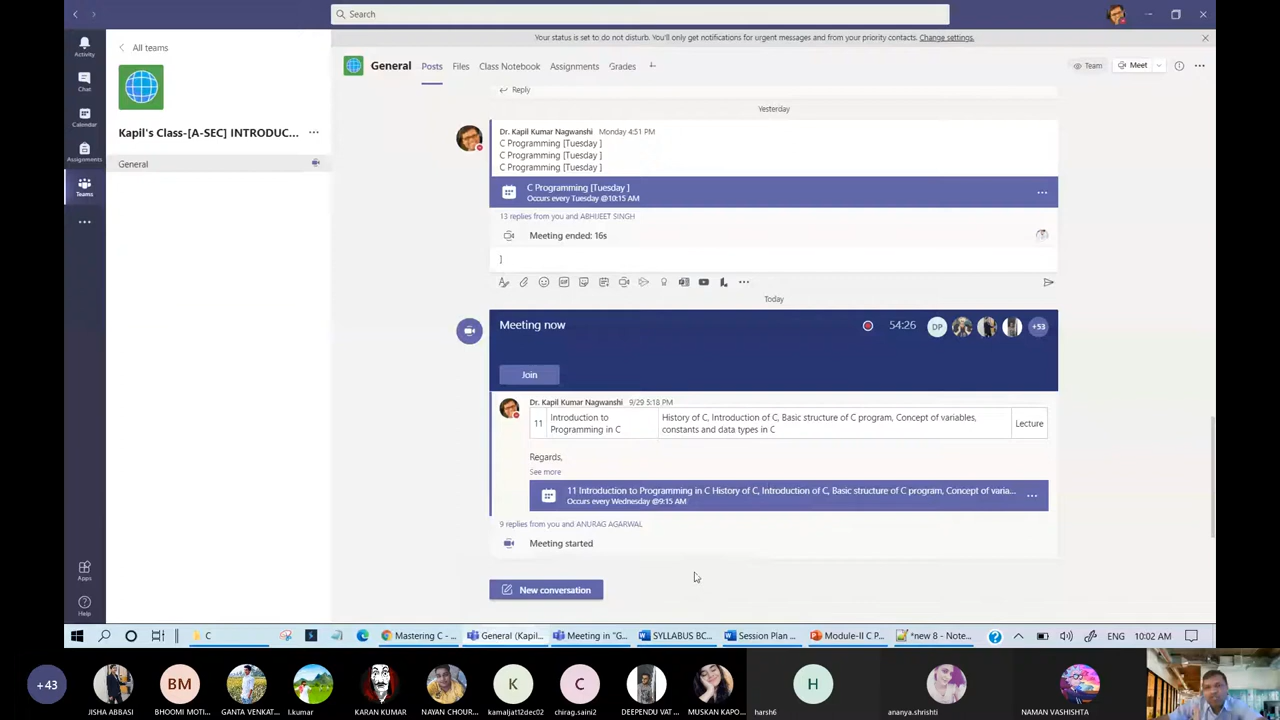 Search
Your status is set to do not disturb. You'll only get notifications for urgent messages and from your priority contacts. Change settings.
Activity
Chat
Calendar
Assignments
Teams
Apps
Help
All teams
Kapil's Class-[A-SEC] INTRODUC...
General
General
Posts
Files
Class Notebook
Assignments
Grades
Team
Meet
Reply
Yesterday
Dr. Kapil Kumar Nagwanshi Monday 4:51 PM
C Programming [Tuesday ]
C Programming [Tuesday ]
C Programming [Tuesday ]
C Programming [Tuesday ]
Occurs every Tuesday @10:15 AM
13 replies from you and ABHIJEET SINGH
Meeting ended: 16s
]
Today
Meeting now
54:26
DP
+53
Join
Dr. Kapil Kumar Nagwanshi 9/29 5:18 PM
11
Introduction to
Programming in C
History of C, Introduction of C, Basic structure of C program, Concept of variables,
constants and data types in C
Lecture
Regards,
See more
11 Introduction to Programming in C History of C, Introduction of C, Basic structure of C program, Concept of varia...
Occurs every Wednesday @9:15 AM
9 replies from you and ANURAG AGARWAL
Meeting started
New conversation
C
Mastering C - ...
General (Kapil...
Meeting in "G...
SYLLABUS BC...
Session Plan ...
Module-II C P...
*new 8 - Note...
ENG
10:02 AM
+43
JISHA ABBASI
BM
BHOOMI MOTI...
GANTA VENKAT...
I.kumar
KARAN KUMAR
NAYAN CHOUR...
K
kamaljat12dec02
C
chirag.saini2
DEEPENDU VAT...
MUSKAN KAPO...
H
harsh6
ananya.shrishti
NAMAN VASHISHTA